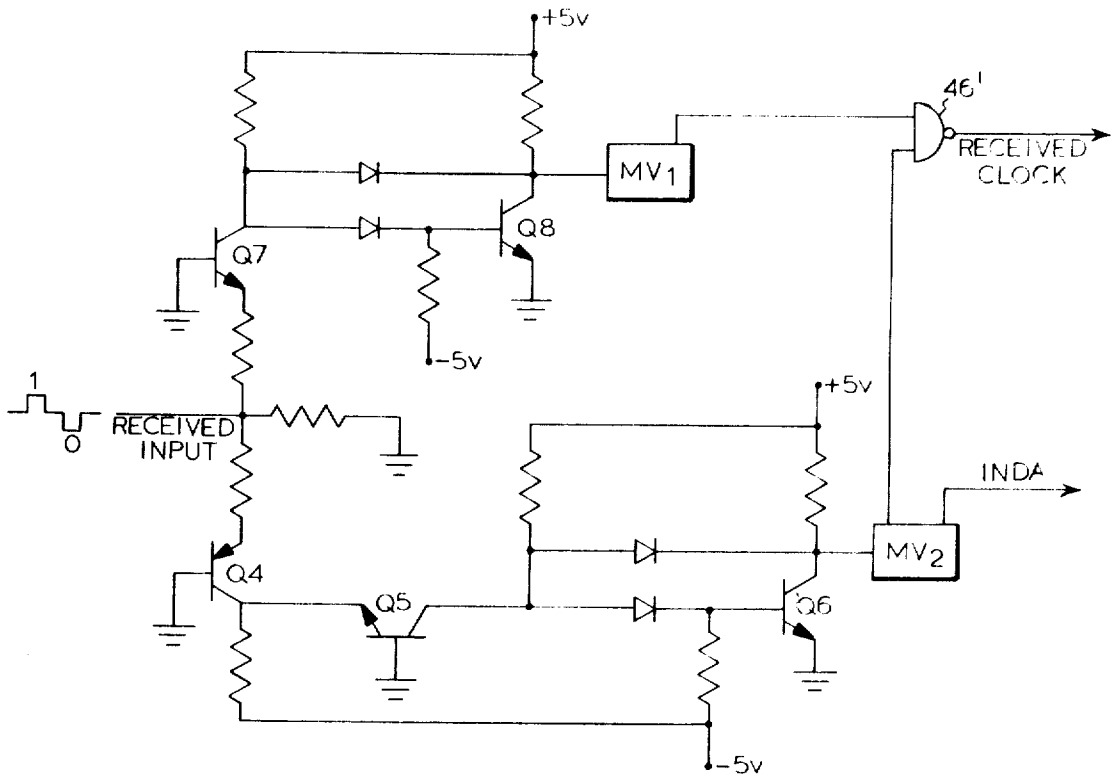 +5v
46'
MV1
RECEIVED
CLOCK
Q7
Q8
-5v
1
0
RECEIVED
INPUT
+5v
INDA
MV2
Q4
Q5
Q6
-5v